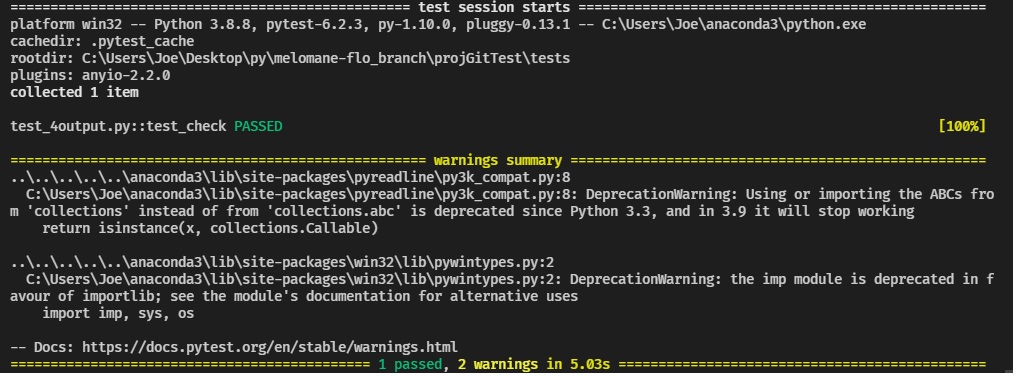 ================================================= test session starts ==================================================
platform win32 -- Python 3.8.8, pytest-6.2.3, py-1.10.0, pluggy-0.13.1 -- C:\Users\Joe\anaconda3\python.exe
cachedir: .pytest_cache
rootdir: C:\Users\Joe\Desktop\py\melomane-flo_branch\projGitTest\tests
plugins: anyio-2.2.0
collected 1 item
test_4output.py::test_check PASSED [100%]
=================================================== warnings summary ===================================================
..\..\..\..\..\anaconda3\lib\site-packages\pyreadline\py3k_compat.py:8
C:\Users\Joe\anaconda3\lib\site-packages\pyreadline\py3k_compat.py:8: DeprecationWarning: Using or importing the ABCs fro
m 'collections' instead of from 'collections.abc' is deprecated since Python 3.3, and in 3.9 it will stop working
return isinstance(x, collections.Callable)
..\..\..\..\..\anaconda3\lib\site-packages\win32\lib\pywintypes.py:2
C:\Users\Joe\anaconda3\lib\site-packages\win32\lib\pywintypes.py:2: DeprecationWarning: the imp module is deprecated in f
avour of importlib; see the module's documentation for alternative uses
import imp, sys, os
-- Docs: https://docs.pytest.org/en/stable/warnings.html
============================================ 1 passed, 2 warnings in 5.03s =============================================